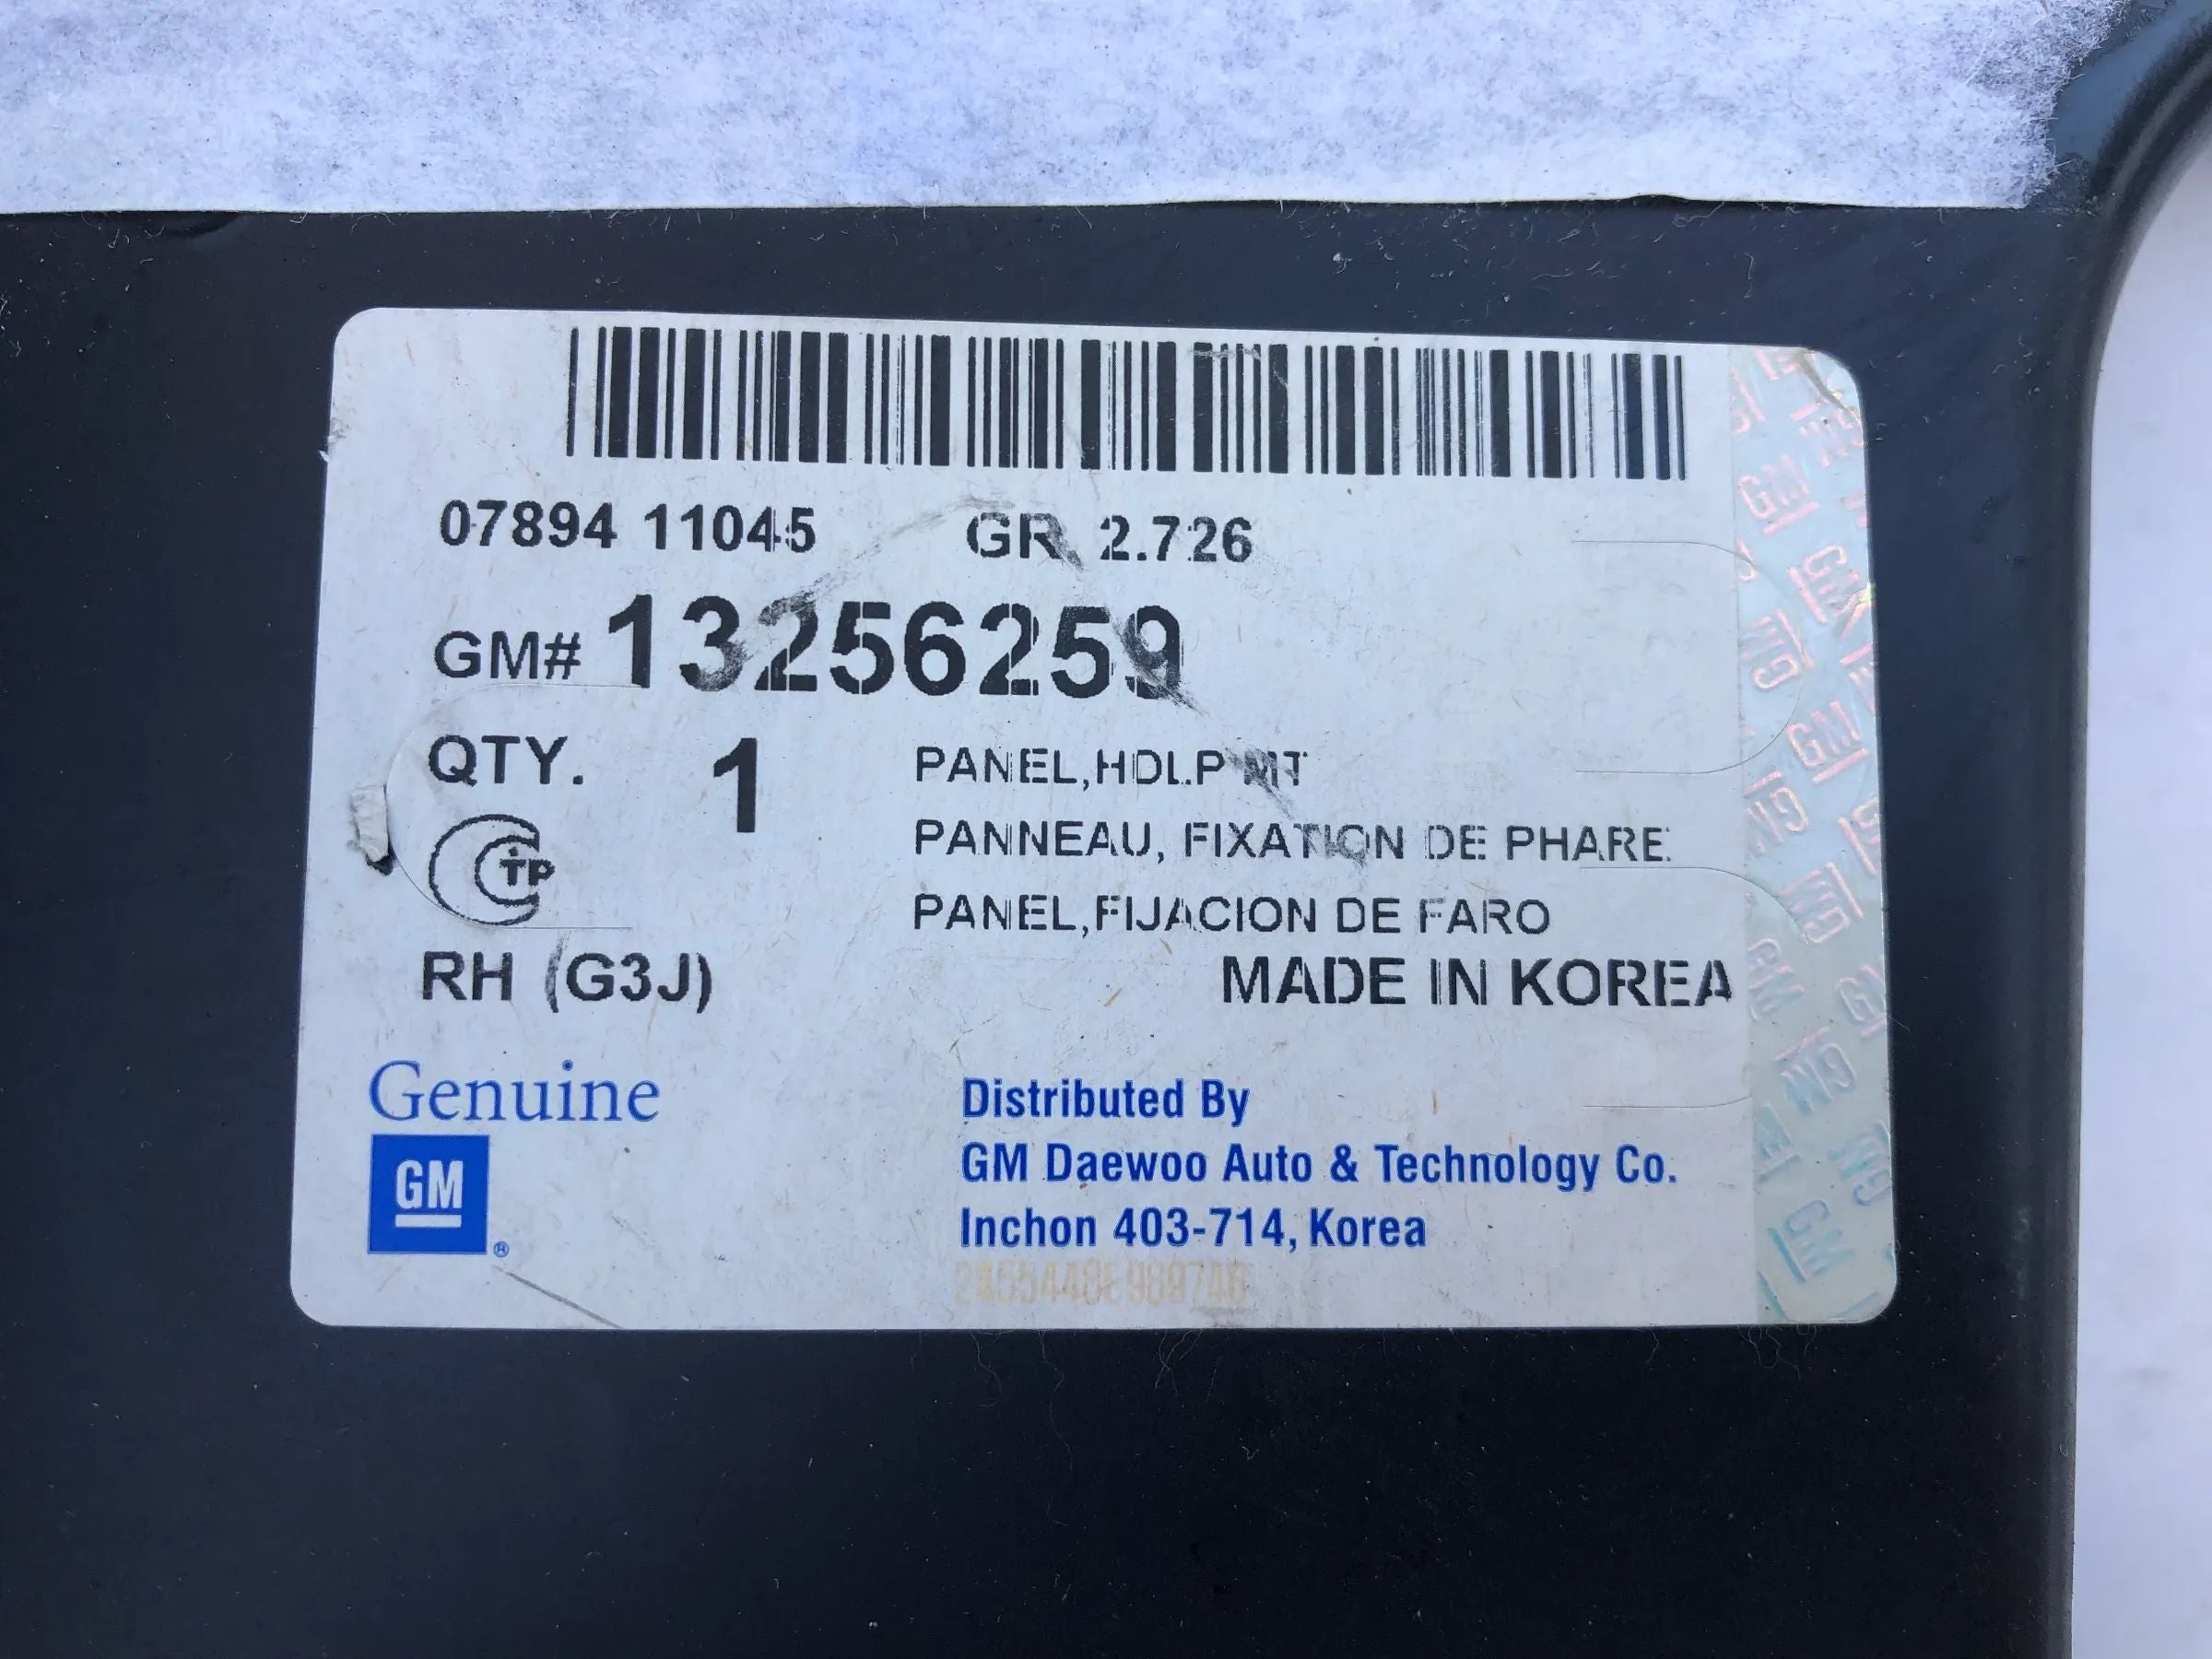 07894 11045 GR. 2.726
GM# 13256259
QTY. 1
PANEL,HDLP MT
PANNEAU, FIXATION DE PHARE
PANEL,FIJACION DE FARO
RH (G3J)
MADE IN KOREA
Genuine
GM
®
Distributed By
GM Daewoo Auto & Technology Co.
Inchon 403-714, Korea